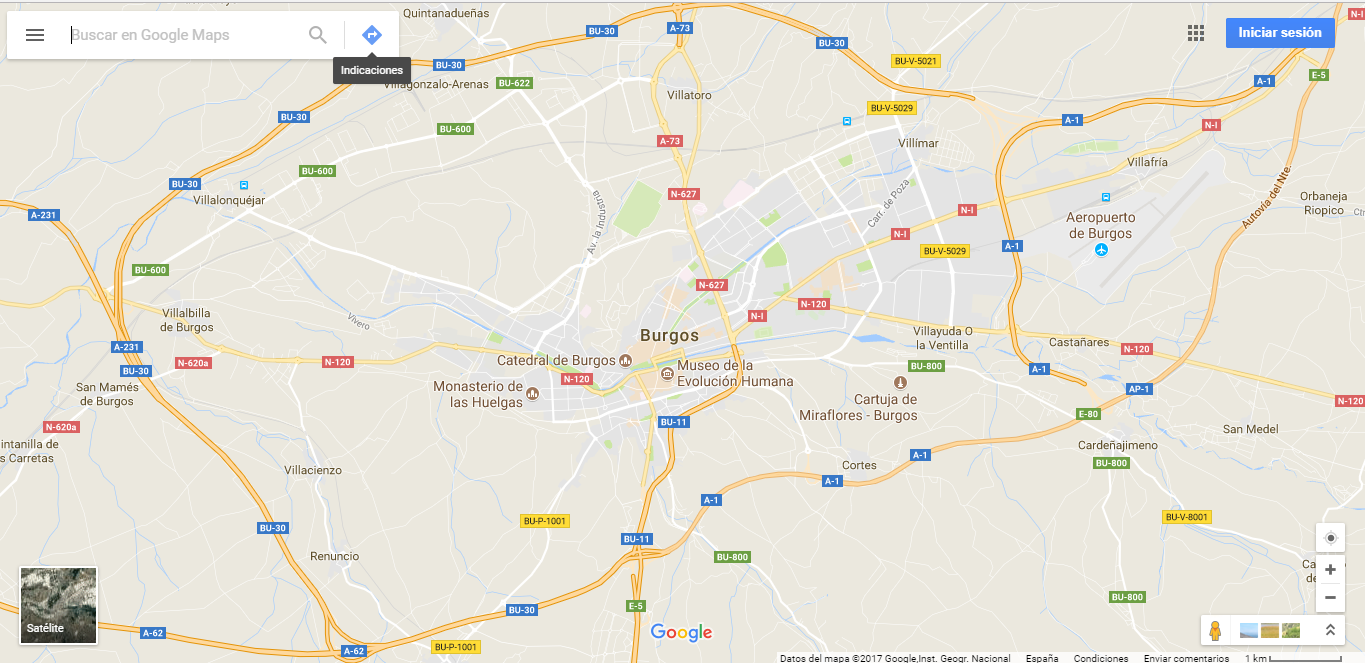 Buscar en Google Maps
Iniciar sesión
Indicaciones
Quintanadueñas
BU-30
A-73
BU-30
N-I
BU-V-5021
BU-30
Villagonzalo-Arenas
BU-622
A-1
E-5
Villatoro
BU-V-5029
BU-30
BU-600
A-1
N-I
A-73
Villímar
Villafría
BU-600
BU-30
Villalonquéjar
N-627
Carr. de Poza
Av. la Industria
Autovía del Nte.
Orbaneja
Riopico
A-231
N-I
Aeropuerto
de Burgos
N-I
A-1
BU-V-5029
BU-600
N-627
N-120
Villalbilla
de Burgos
Vivero
N-I
Burgos
Villayuda O
la Ventilla
Castañares
A-231
N-120
BU-30
N-620a
N-120
Catedral de Burgos
Museo de la
Evolución Humana
BU-800
A-1
N-120
San Mamés
de Burgos
Monasterio de
las Huelgas
Cartuja de
Miraflores - Burgos
AP-1
N-120
E-80
N-620a
BU-11
San Medel
intanilla de
s Carretas
Cardeñajimeno
A-1
BU-800
Villacienzo
Cortes
A-1
A-1
BU-P-1001
BU-V-8001
BU-30
BU-11
Renuncio
BU-800
BU-800
BU-30
E-5
Satélite
Google
A-62
A-62
BU-P-1001
Datos del mapa ©2017 Google,Inst. Geogr. Nacional España Condiciones Enviar comentarios 1 km